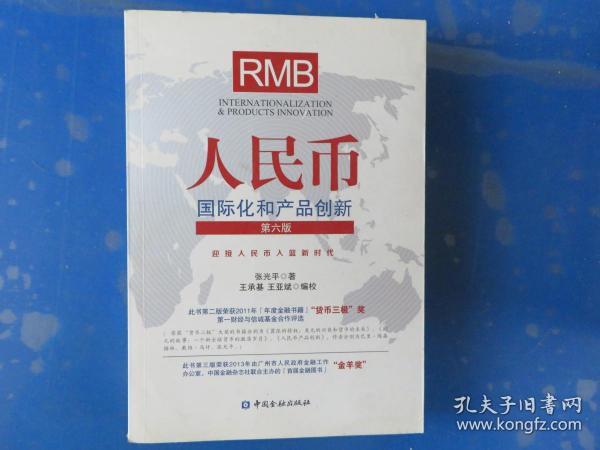 RMB
INTERNATIONALIZATION
& PRODUCTS INNOVATION
人民币
国际化和产品创新
第六版
迎接人民币入篮新时代
张光平◎著
王承基 王亚斌◎编校
此书第二版荣获2011年「年度金融书籍」“货币三极”奖
第一财经与信诚基金合作评选
此书第三版荣获2013年由广州市人民政府金融工作
办公室、中国金融杂志社联合主办的「首届金融图书」“金羊奖”
中国金融出版社
孔夫子旧书网
www.kongfz.com